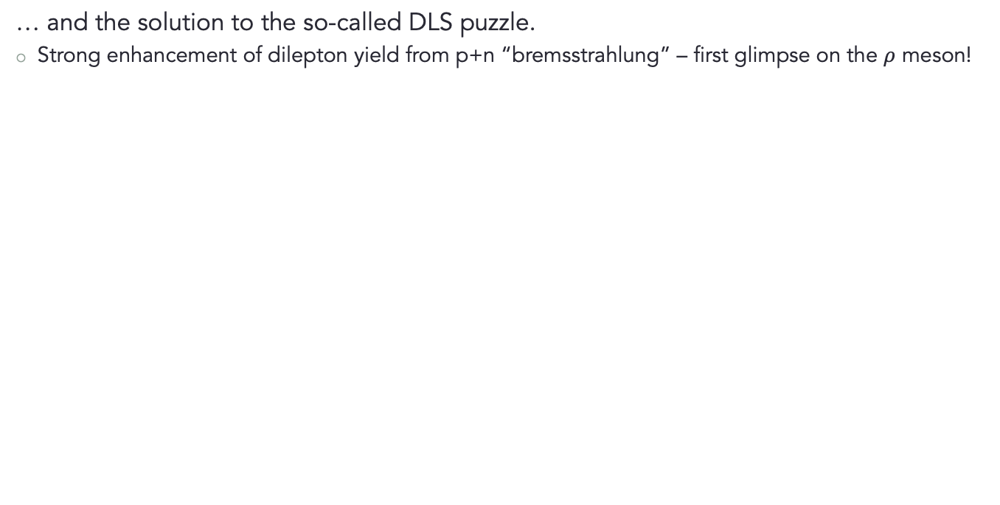 … and the solution to the so-called DLS puzzle.
○ Strong enhancement of dilepton yield from p+n “bremsstrahlung” – first glimpse on the ρ meson!